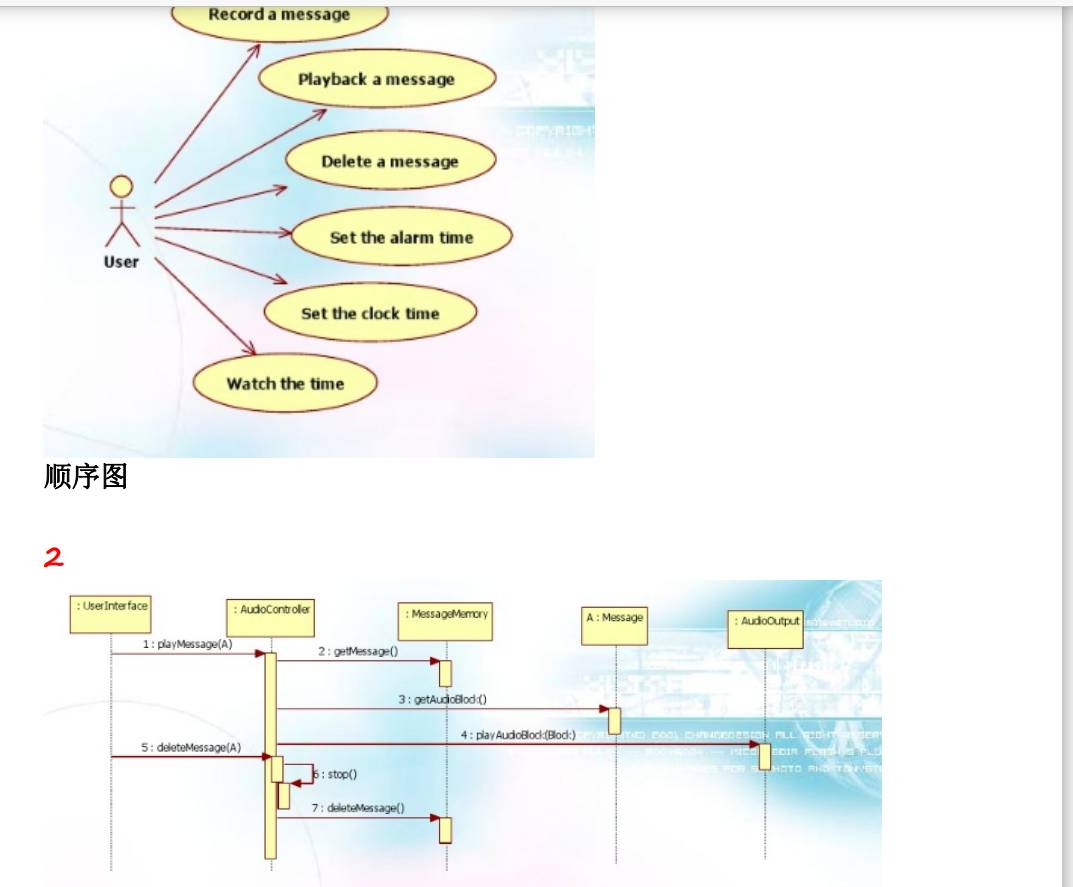 Record a message
Playback a message
Delete a message
Set the alarm time
User
Set the clock time
Watch the time
顺序图
2
: UserInterface
: AudioController
: MessageMemory
A : Message
: AudioOutput
1 : playMessage(A)
2 : getMessage()
3 : getAudioBlock()
4 : playAudioBlock(Block)
5 : deleteMessage(A)
6 : stop()
7 : deleteMessage()